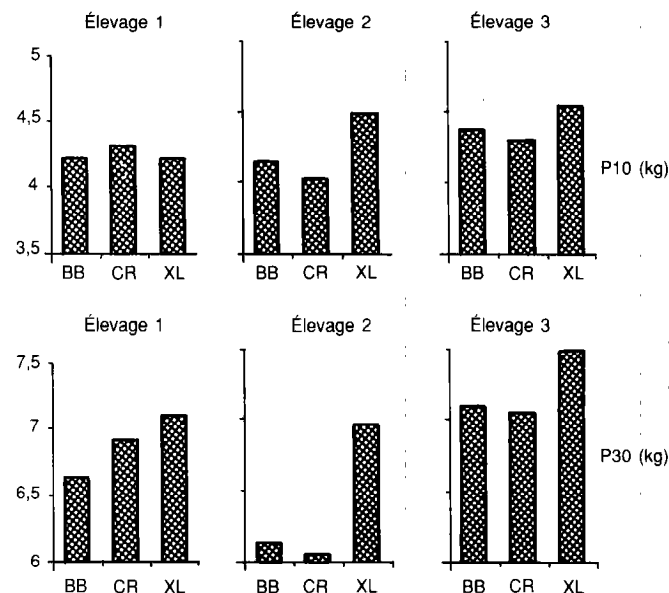 Élevage 1 Élevage 2 Élevage 3
5
4,5
4
3,5
P10 (kg)
BB CR XL BB CR XL BB CR XL
Élevage 1 Élevage 2 Élevage 3
7,5
7
6,5
6
P30 (kg)
BB CR XL BB CR XL BB CR XL